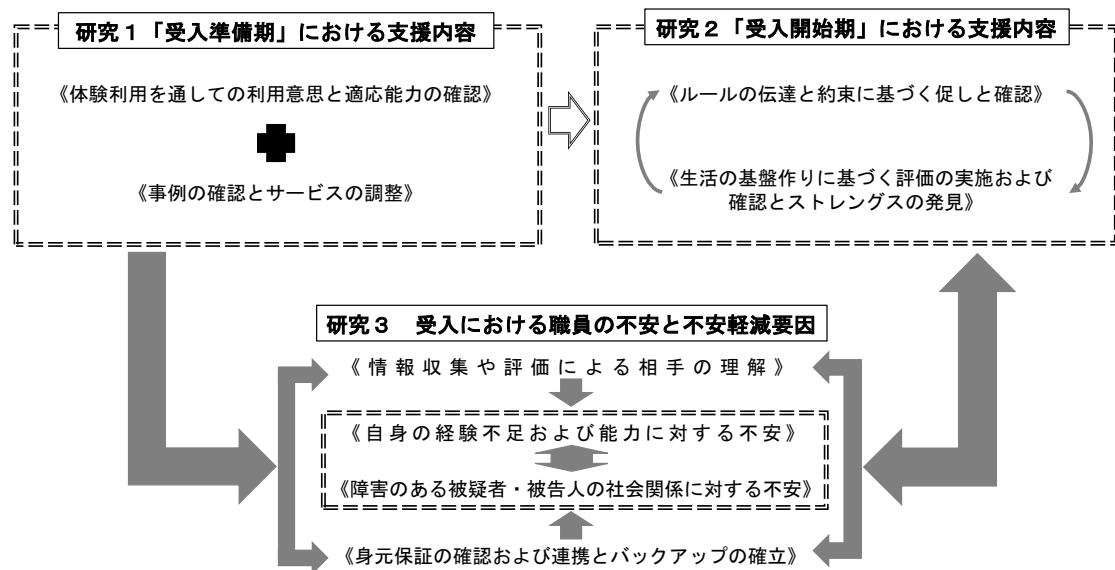 研究１「受入準備期」における支援内容
《体験利用を通しての利用意思と適応能力の確認》
《事例の確認とサービスの調整》
研究２「受入開始期」における支援内容
《ルールの伝達と約束に基づく促しと確認》
《生活の基盤作りに基づく評価の実施および
確認とストレングスの発見》
研究３　受入における職員の不安と不安軽減要因
《情報収集や評価による相手の理解》
《自身の経験不足および能力に対する不安》
《障害のある被疑者・被告人の社会関係に対する不安》
《身元保証の確認および連携とバックアップの確立》